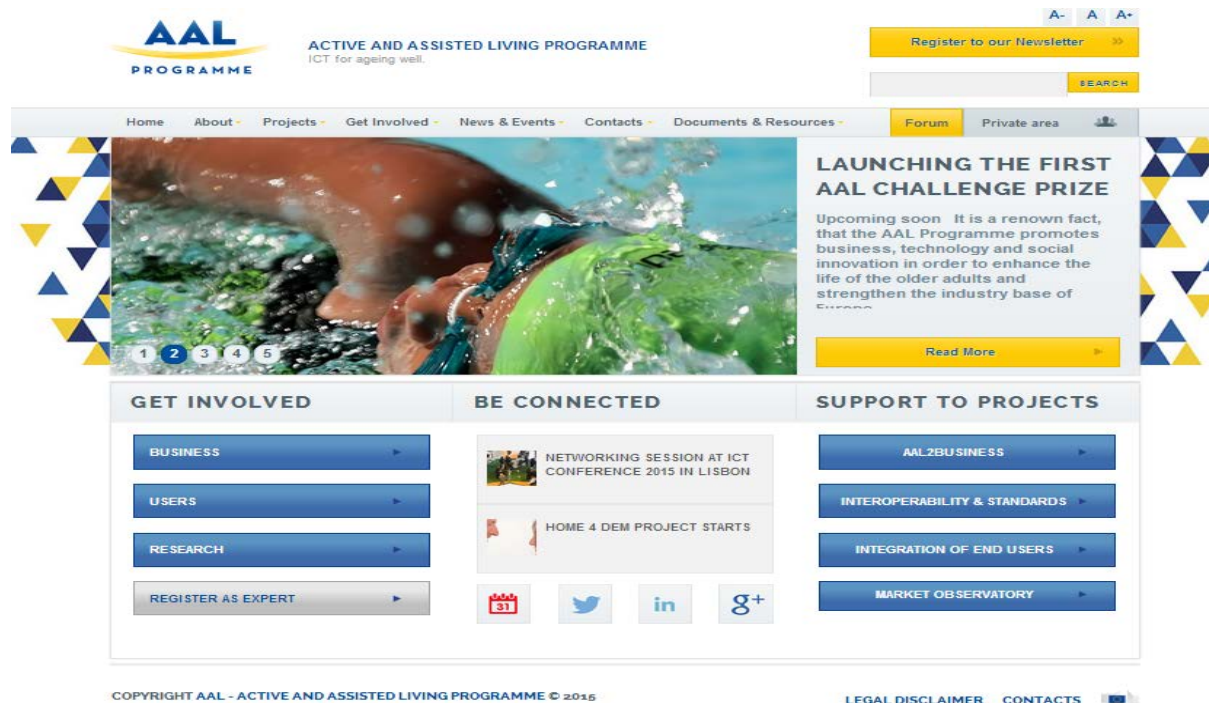 A- A A+
AAL
PROGRAMME
ACTIVE AND ASSISTED LIVING PROGRAMME
ICT for ageing well.
Register to our Newsletter
SEARCH
Home About Projects Get Involved News & Events Contacts Documents & Resources Forum Private area
LAUNCHING THE FIRST
AAL CHALLENGE PRIZE
Upcoming soon It is a renown fact,
that the AAL Programme promotes
business, technology and social
innovation in order to enhance the
life of the older adults and
strengthen the industry base of
Read More
1 2 3 4 5
GET INVOLVED
BUSINESS
USERS
RESEARCH
REGISTER AS EXPERT
BE CONNECTED
NETWORKING SESSION AT ICT
CONFERENCE 2015 IN LISBON
HOME 4 DEM PROJECT STARTS
31
in
g+
SUPPORT TO PROJECTS
AAL2BUSINESS
INTEROPERABILITY & STANDARDS
INTEGRATION OF END USERS
MARKET OBSERVATORY
COPYRIGHT AAL - ACTIVE AND ASSISTED LIVING PROGRAMME © 2015
LEGAL DISCLAIMER CONTACTS